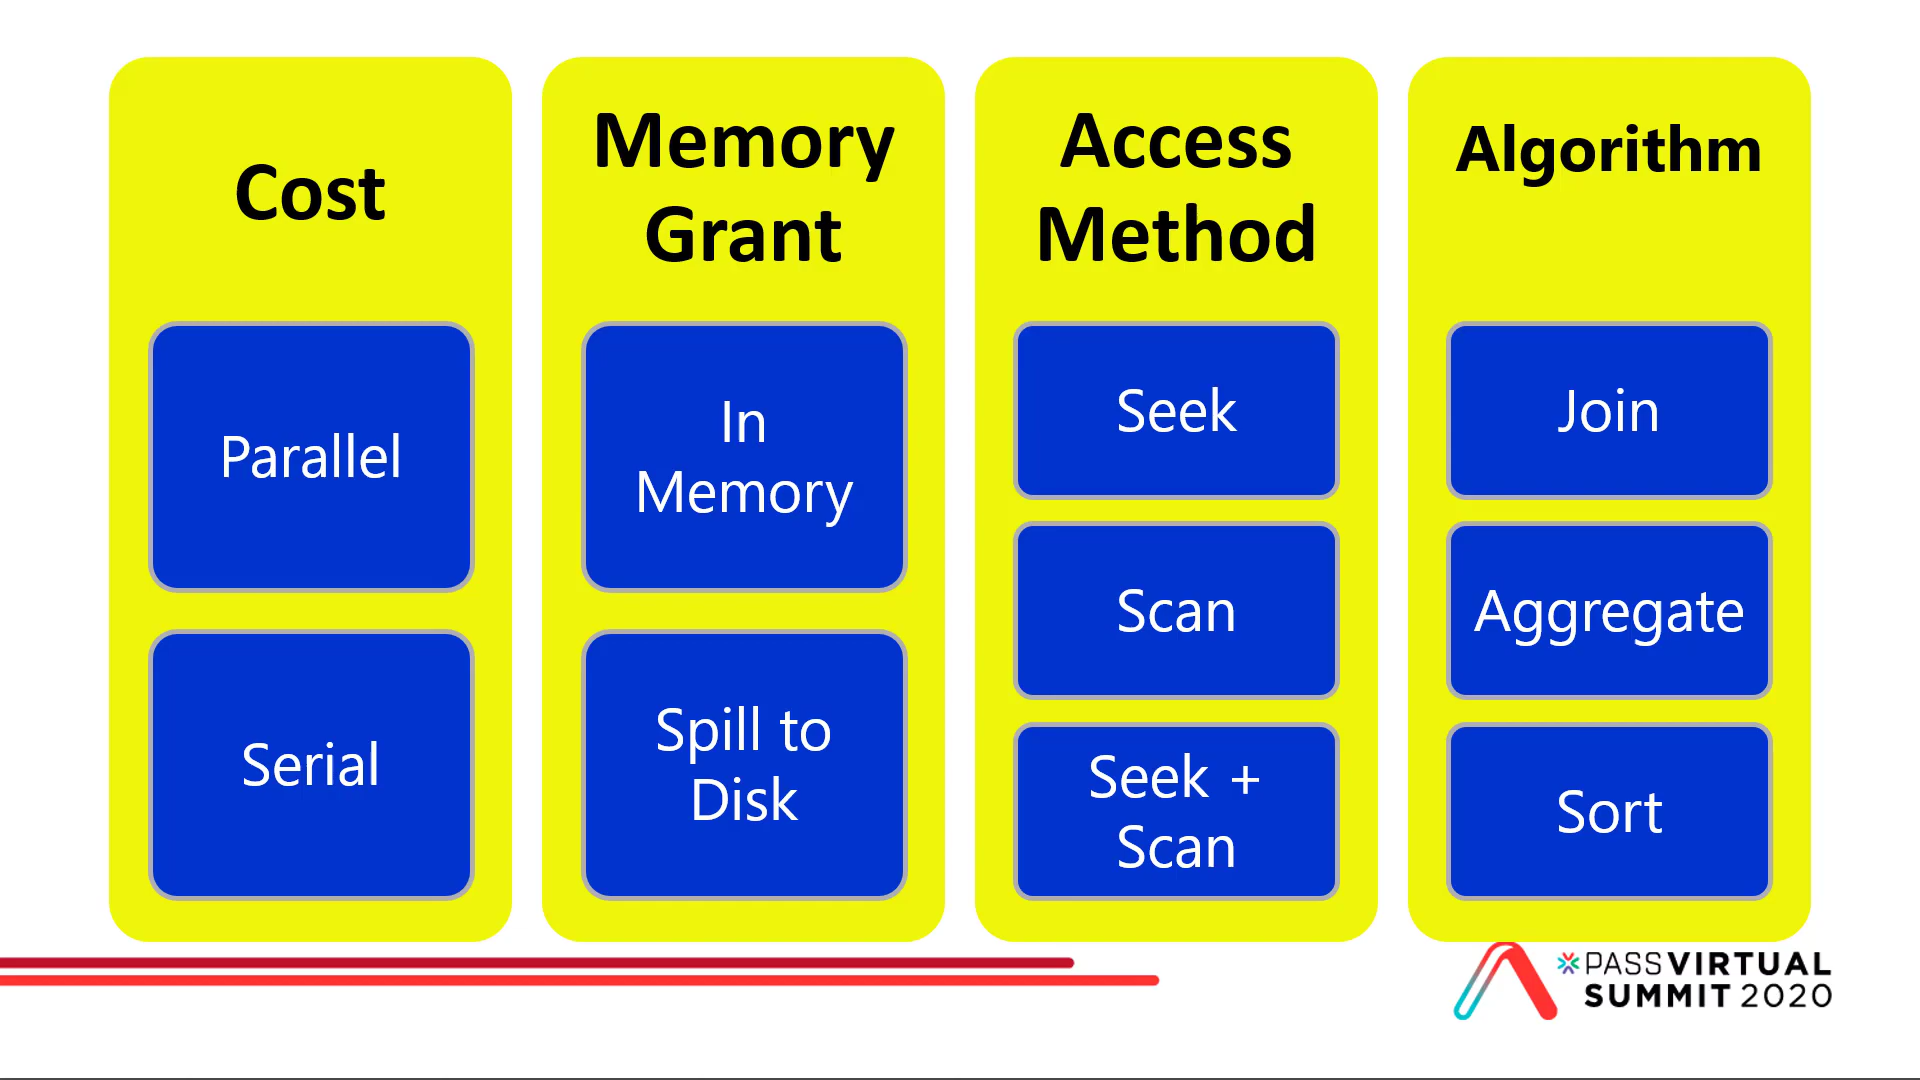 Cost
Parallel
Serial
Memory
Grant
In
Memory
Spill to
Disk
Access
Method
Seek
Scan
Seek +
Scan
Algorithm
Join
Aggregate
Sort
PASS VIRTUAL
SUMMIT 2020